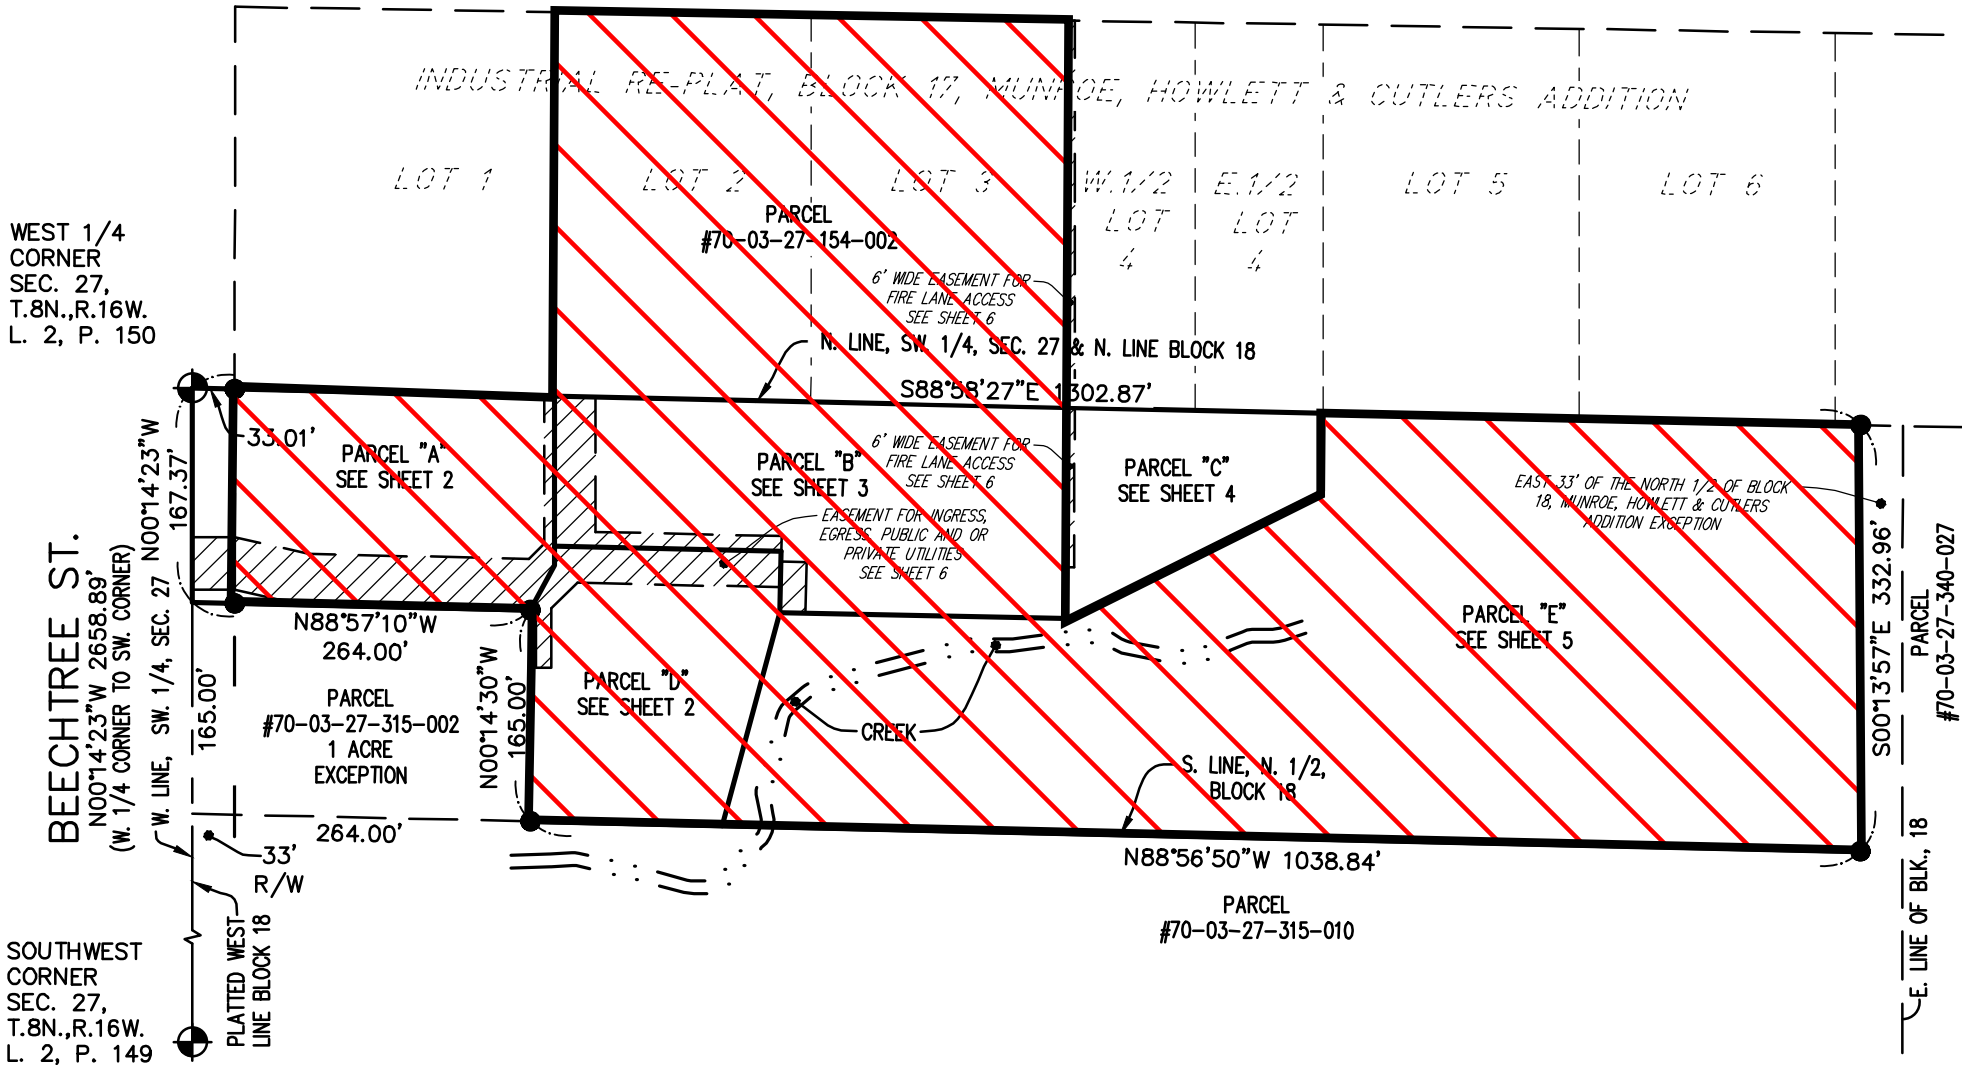 INDUSTRIAL RE-PLAT, BLOCK 17, MUNROE, HOWLETT & CUTLERS ADDITION
LOT 1
LOT 2
LOT 3
W.1/2
LOT
4
E.1/2
LOT
4
LOT 5
LOT 6
PARCEL
#70-03-27-154-002
WEST 1/4
CORNER
SEC. 27,
T.8N.,R.16W.
L. 2, P. 150
6' WIDE EASEMENT FOR
FIRE LANE ACCESS
SEE SHEET 6
N. LINE, SW. 1/4, SEC. 27 & N. LINE BLOCK 18
S88°58'27"E 1302.87'
33.01'
PARCEL "A"
SEE SHEET 2
PARCEL "B"
SEE SHEET 3
6' WIDE EASEMENT FOR
FIRE LANE ACCESS
SEE SHEET 6
PARCEL "C"
SEE SHEET 4
EAST 33' OF THE NORTH 1/2 OF BLOCK
18, MUNROE, HOWLETT & CUTLERS
ADDITION EXCEPTION
EASEMENT FOR INGRESS,
EGRESS, PUBLIC AND OR
PRIVATE UTILITIES
SEE SHEET 6
BEECHTREE ST.
N00°14'23"W 2658.89'
(W. 1/4 CORNER TO SW. CORNER)
W. LINE, SW. 1/4, SEC. 27
N00°14'23"W
167.37'
165.00'
N88°57'10"W
264.00'
PARCEL
#70-03-27-315-002
1 ACRE
EXCEPTION
N00°14'30"W
165.00'
264.00'
PARCEL "D"
SEE SHEET 2
CREEK
PARCEL "E"
SEE SHEET 5
S. LINE, N. 1/2,
BLOCK 18
N88°56'50"W 1038.84'
S00°13'57"E 332.96'
PARCEL
#70-03-27-340-027
E. LINE OF BLK., 18
33'
R/W
PLATTED WEST
LINE BLOCK 18
PARCEL
#70-03-27-315-010
SOUTHWEST
CORNER
SEC. 27,
T.8N.,R.16W.
L. 2, P. 149